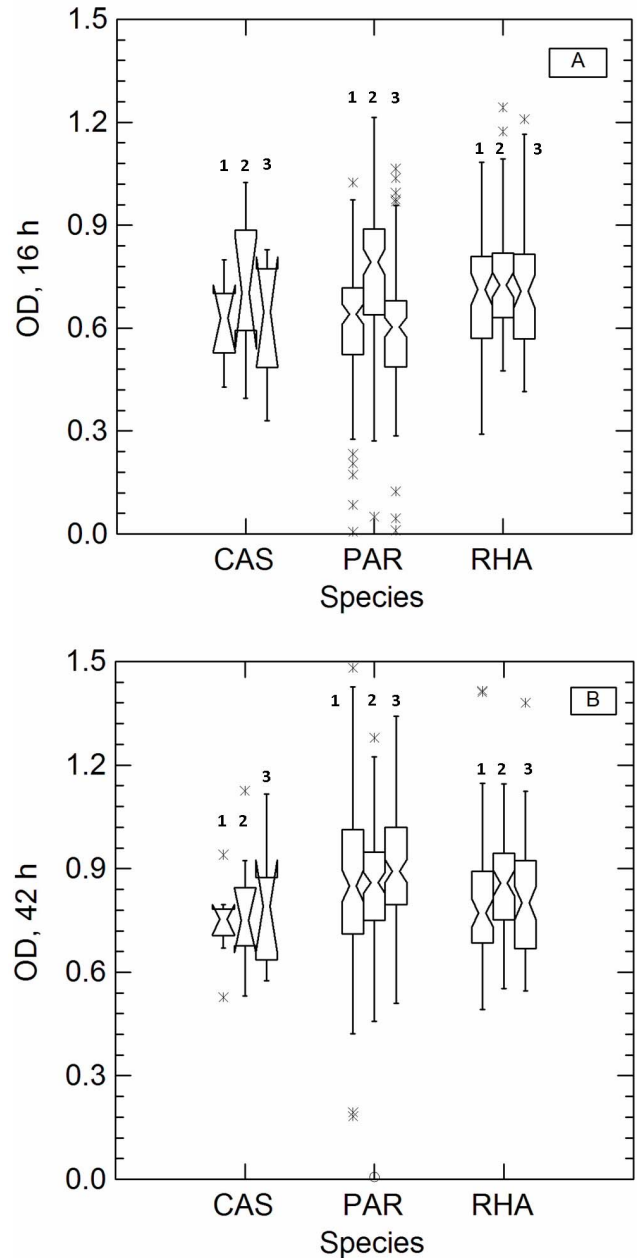 1.5
A
1.2
1 2 3
1 2 3
1 2 3
0.9
OD, 16 h
0.6
0.3
0.0
CAS PAR RHA
Species
1.5
B
1 2 3
1.2
1 2 3
1 2 3
0.9
OD, 42 h
0.6
0.3
0.0
CAS PAR RHA
Species